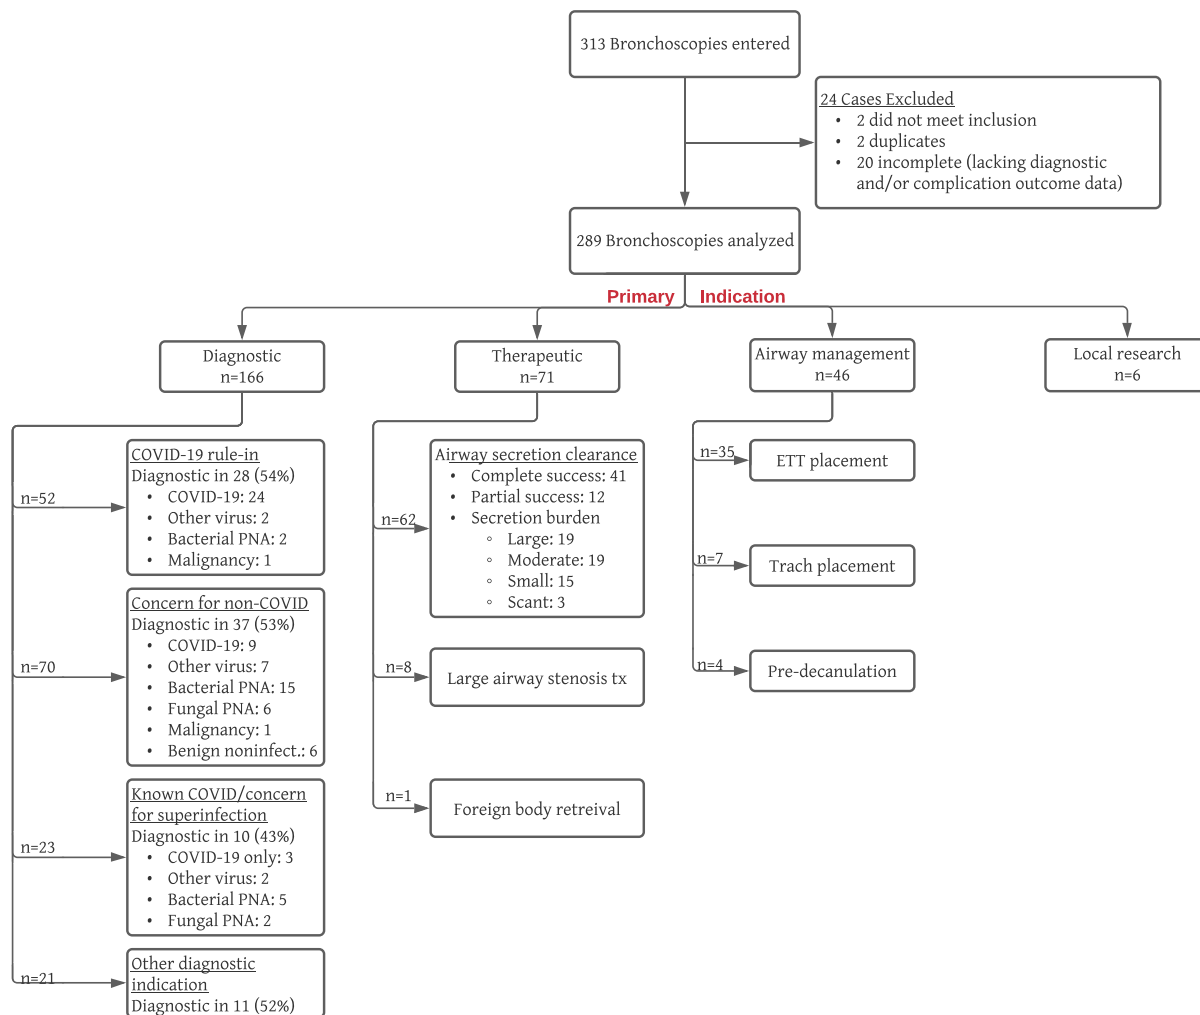 313 Bronchoscopies entered
24 Cases Excluded
• 2 did not meet inclusion
• 2 duplicates
• 20 incomplete (lacking diagnostic
and/or complication outcome data)
289 Bronchoscopies analyzed
Primary Indication
Diagnostic
n=166
Therapeutic
n=71
Airway management
n=46
Local research
n=6
n=52
COVID-19 rule-in
Diagnostic in 28 (54%)
• COVID-19: 24
• Other virus: 2
• Bacterial PNA: 2
• Malignancy: 1
n=70
Concern for non-COVID
Diagnostic in 37 (53%)
• COVID-19: 9
• Other virus: 7
• Bacterial PNA: 15
• Fungal PNA: 6
• Malignancy: 1
• Benign noninfect.: 6
n=23
Known COVID/concern
for superinfection
Diagnostic in 10 (43%)
• COVID-19 only: 3
• Other virus: 2
• Bacterial PNA: 5
• Fungal PNA: 2
n=21
Other diagnostic
indication
Diagnostic in 11 (52%)
n=62
Airway secretion clearance
• Complete success: 41
• Partial success: 12
• Secretion burden
◦ Large: 19
◦ Moderate: 19
◦ Small: 15
◦ Scant: 3
n=8
Large airway stenosis tx
n=1
Foreign body retreival
n=35
ETT placement
n=7
Trach placement
n=4
Pre-decanulation